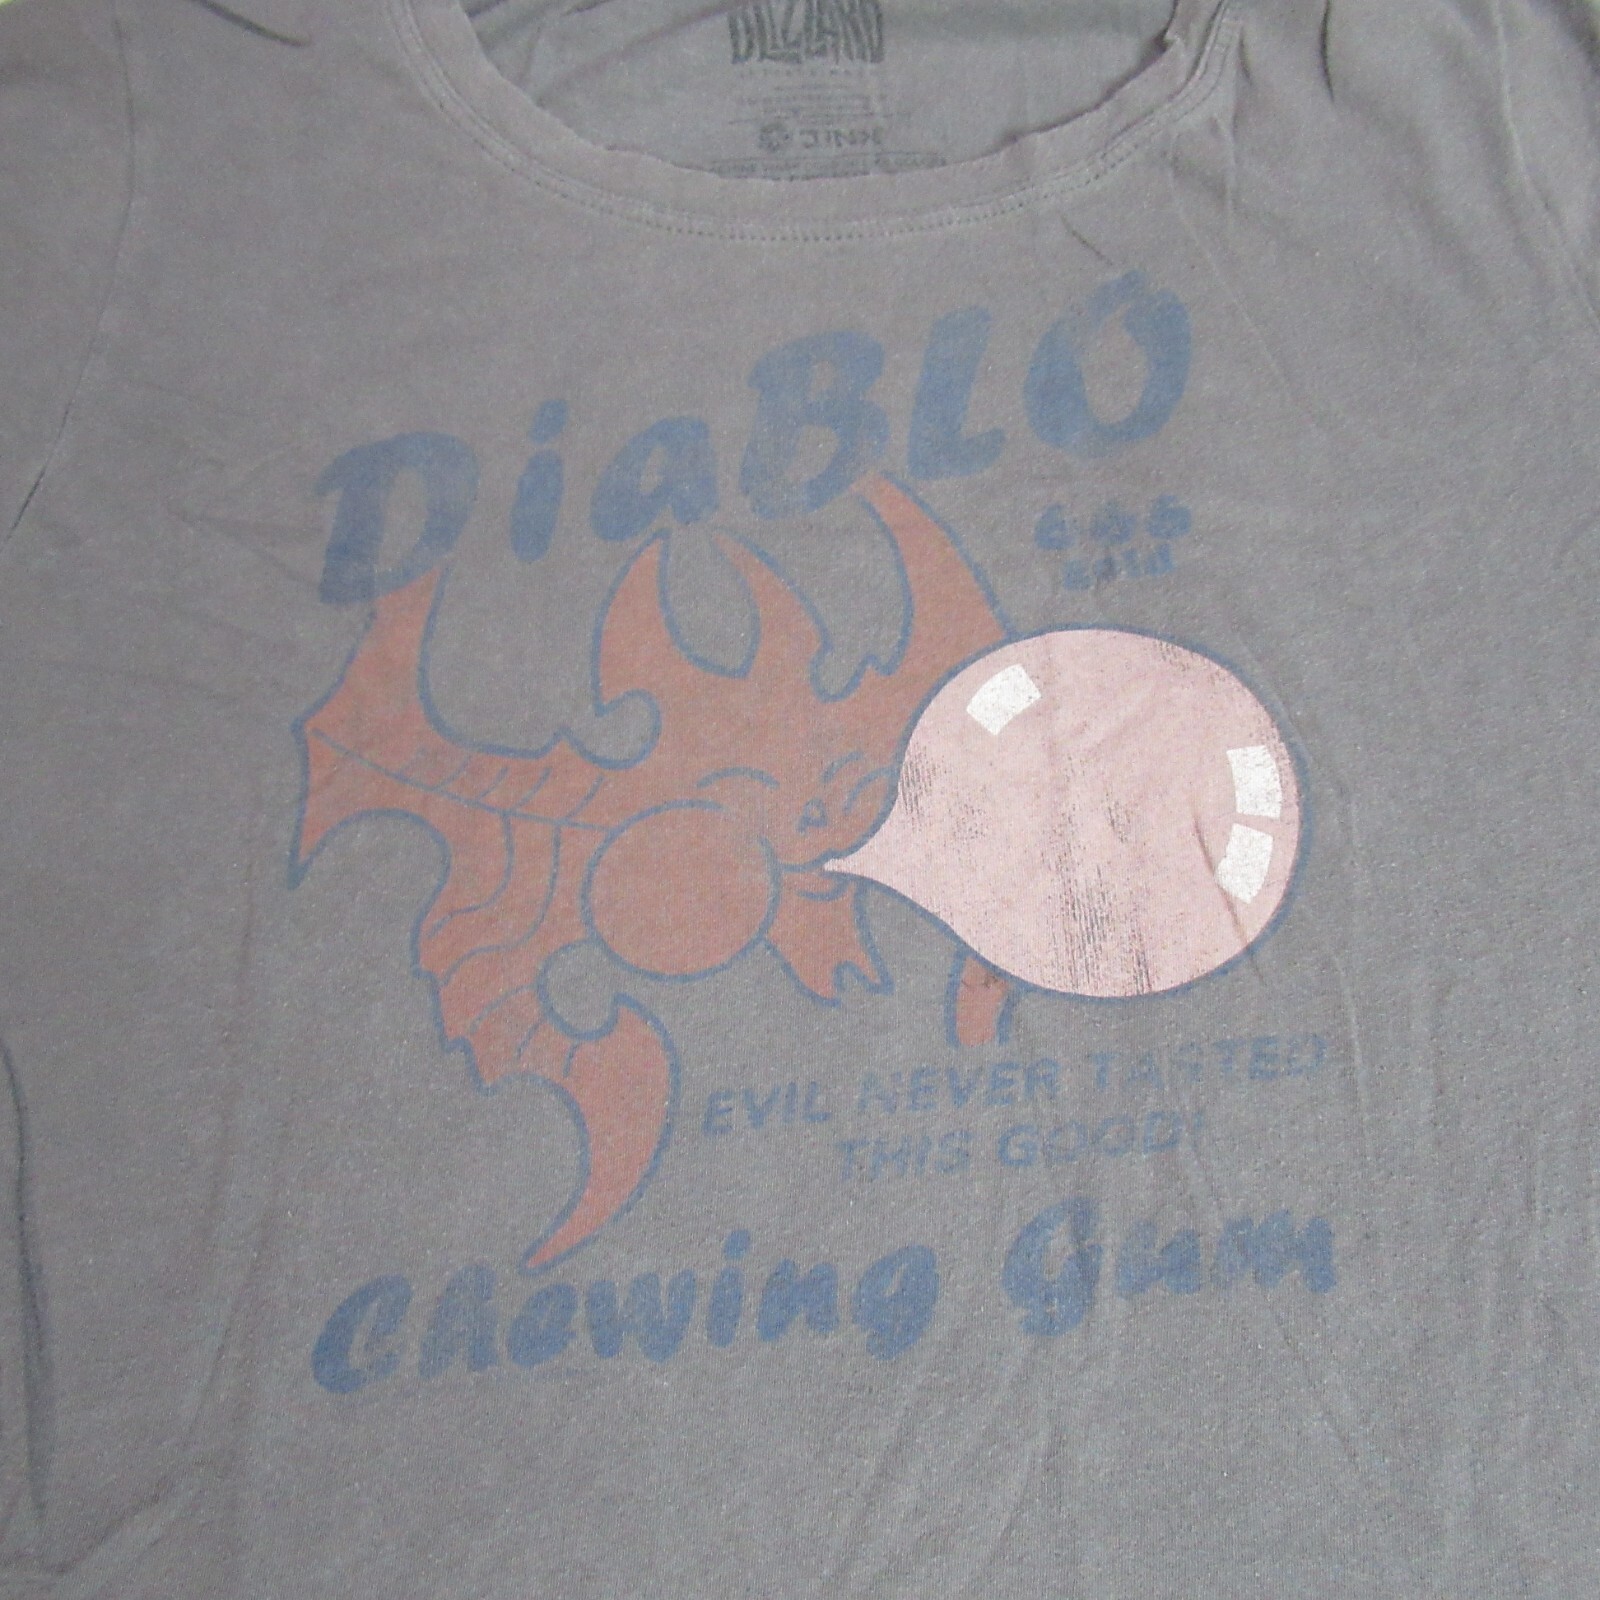 BLIZZARD
DiaBLO
666
EVIL NEVER TASTED
THIS GOOD!
Chewing Gum